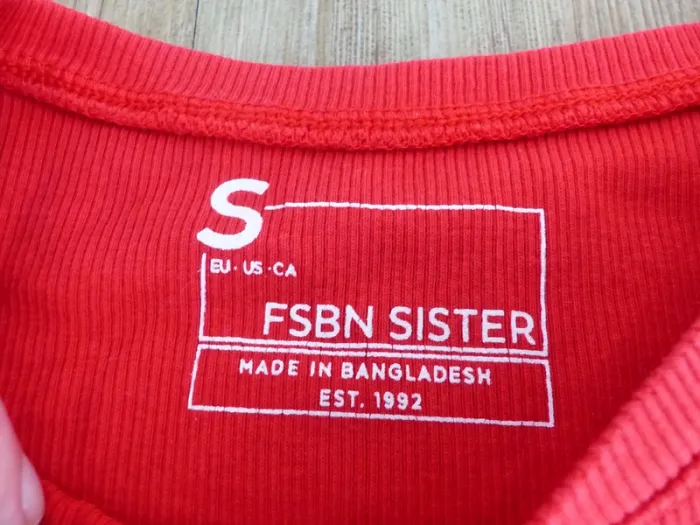 S
EU · US · CA
FSBN SISTER
MADE IN BANGLADESH
EST. 1992